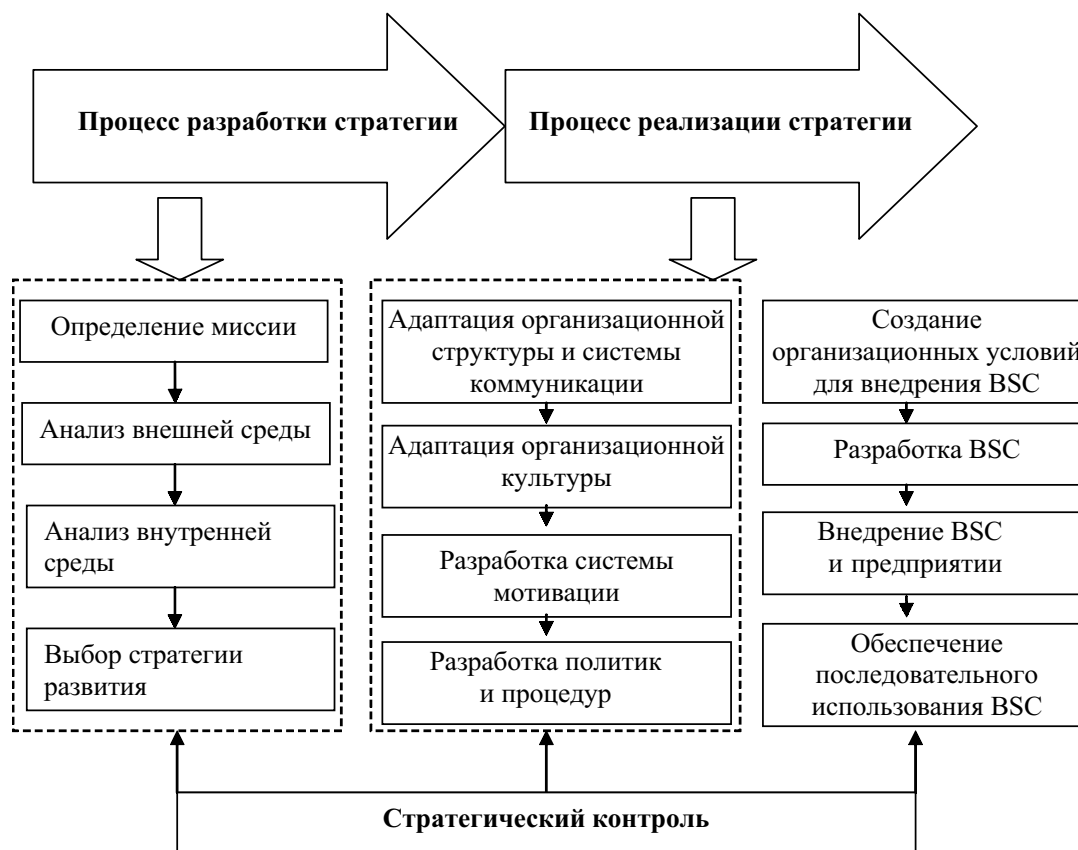 Процесс разработки стратегии
Процесс реализации стратегии
Определение миссии
Анализ внешней среды
Анализ внутренней
среды
Выбор стратегии
развития
Адаптация организационной
структуры и системы
коммуникации
Адаптация организационной
культуры
Разработка системы
мотивации
Разработка политик
и процедур
Создание
организационных условий
для внедрения BSC
Разработка BSC
Внедрение BSC
и предприятии
Обеспечение
последовательного
использования BSC
Стратегический контроль